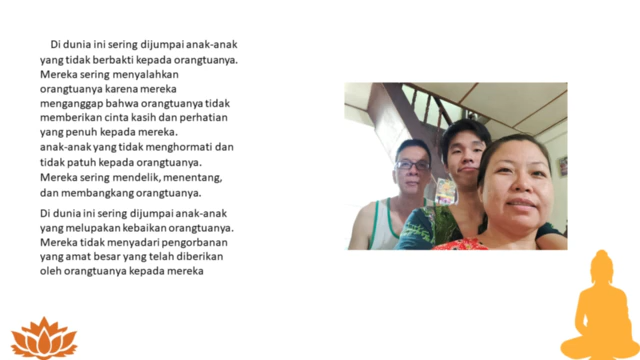 Di dunia ini sering dijumpai anak-anak
yang tidak berbakti kepada orangtuanya.
Mereka sering menyalahkan
orangtuanya karena mereka
menganggap bahwa orangtuanya tidak
memberikan cinta kasih dan perhatian
yang penuh kepada mereka.
anak-anak yang tidak menghormati dan
tidak patuh kepada orangtuanya.
Mereka sering mendelik, menentang,
dan membangkang orangtuanya.
Di dunia ini sering dijumpai anak-anak
yang melupakan kebaikan orangtuanya.
Mereka tidak menyadari pengorbanan
yang amat besar yang telah diberikan
oleh orangtuanya kepada mereka